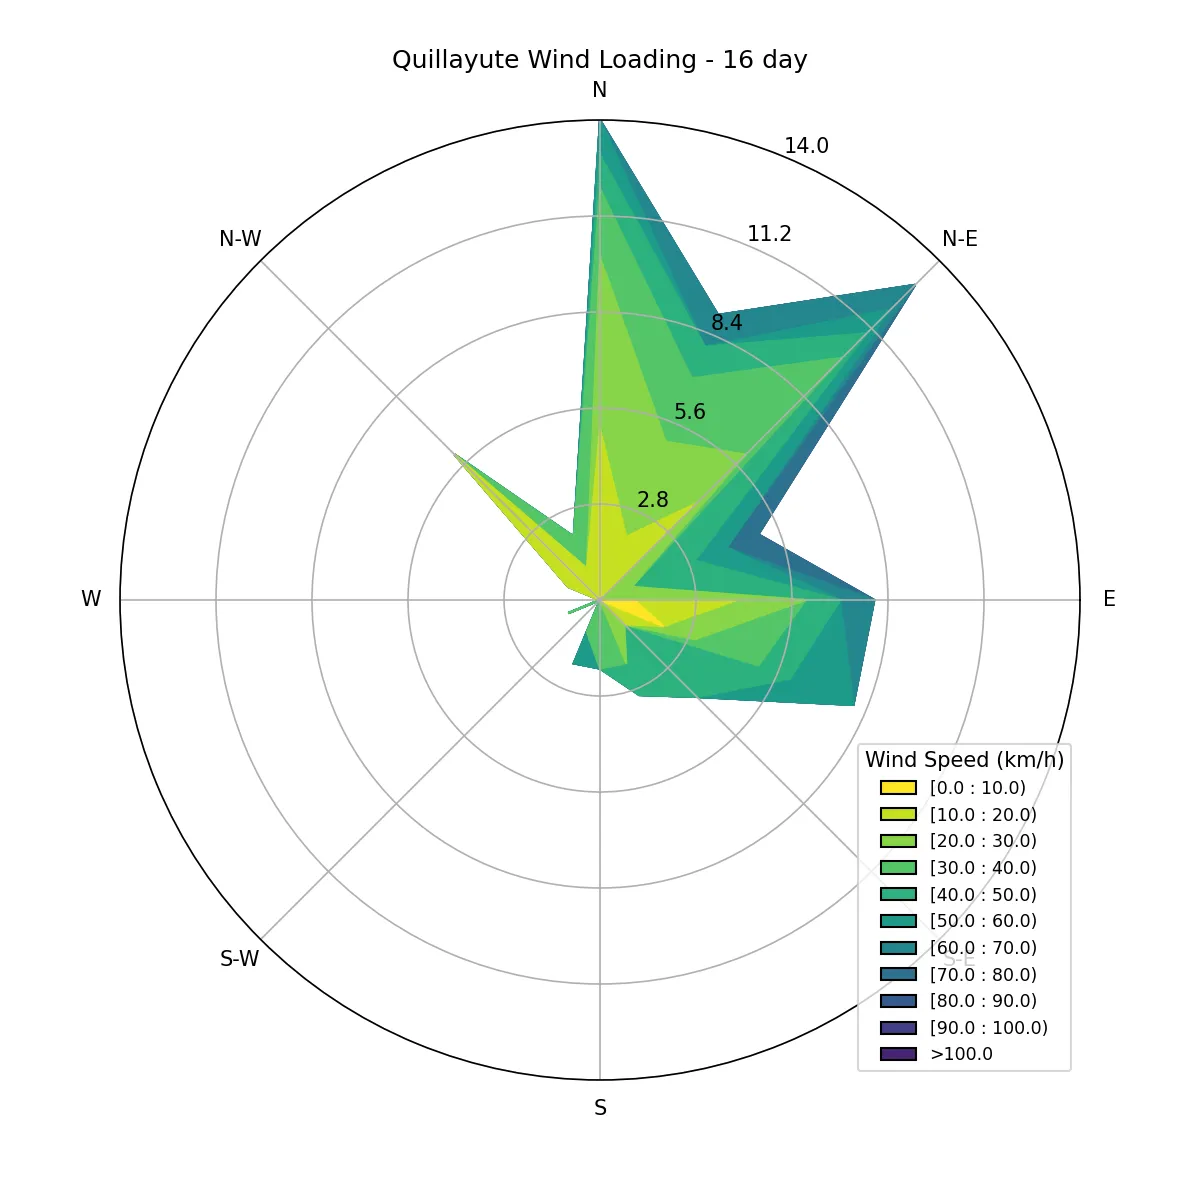 Quillayute Wind Loading - 16 day
N
14.0
11.2
N-W
N-E
8.4
5.6
2.8
W
E
Wind Speed (km/h)
[0.0 : 10.0)
[10.0 : 20.0)
[20.0 : 30.0)
[30.0 : 40.0)
[40.0 : 50.0)
[50.0 : 60.0)
S-W
[60.0 : 70.0)
S-E
[70.0 : 80.0)
[80.0 : 90.0)
[90.0 : 100.0)
>100.0
S